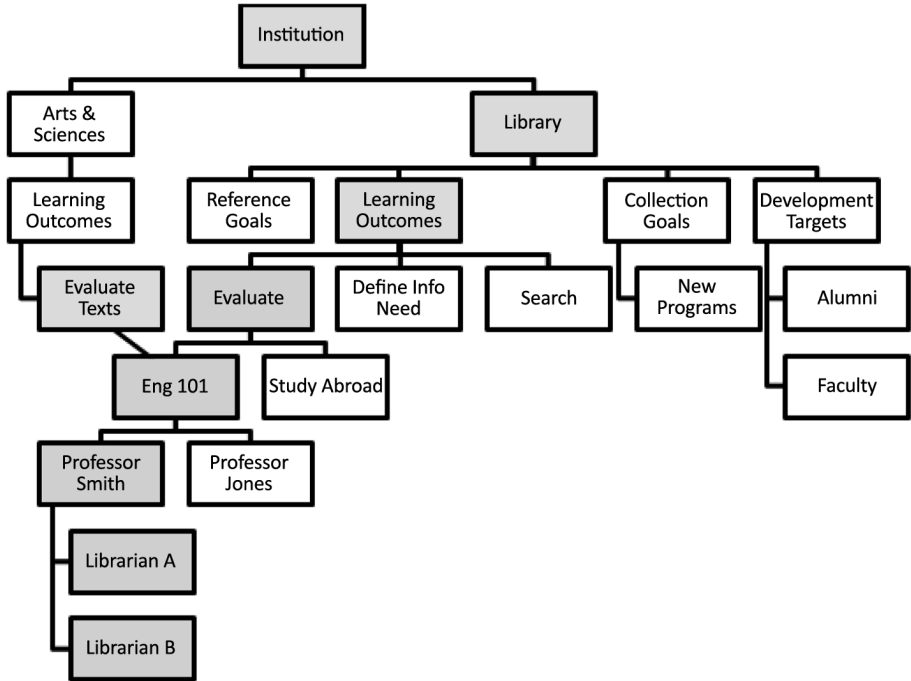 Institution
Arts &
Sciences
Library
Learning
Outcomes
Reference
Goals
Learning
Outcomes
Collection
Goals
Development
Targets
Evaluate
Texts
Evaluate
Define Info
Need
Search
New
Programs
Alumni
Eng 101
Study Abroad
Faculty
Professor
Smith
Professor
Jones
Librarian A
Librarian B